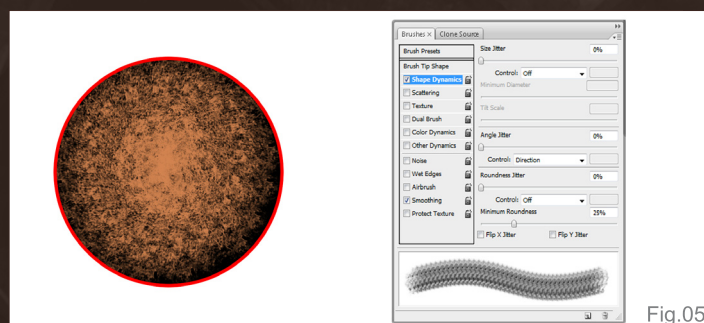 Brushes × Clone Source
Brush Presets
Brush Tip Shape
Shape Dynamics
Scattering
Texture
Dual Brush
Color Dynamics
Other Dynamics
Noise
Wet Edges
Airbrush
Smoothing
Protect Texture
Size Jitter 0%
Control: Off
Minimum Diameter
Tilt Scale
Angle Jitter 0%
Control: Direction
Roundness Jitter 0%
Control: Off
Minimum Roundness 25%
Flip X Jitter Flip Y Jitter
Fig.05